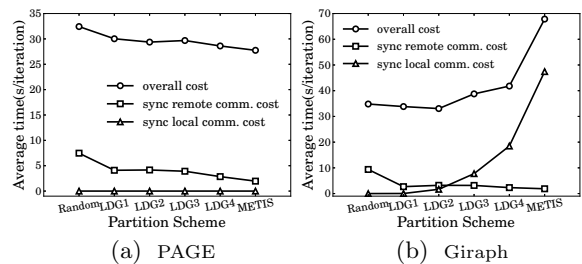 35
30
25
20
15
10
5
0
Average time(s/iteration)
overall cost
sync remote comm. cost
sync local comm. cost
Random LDG1 LDG2 LDG3 LDG4 METIS
Partition Scheme
(a) PAGE
70
60
50
40
30
20
10
0
Average time(s/iteration)
overall cost
sync remote comm. cost
sync local comm. cost
Random LDG1 LDG2 LDG3 LDG4 METIS
Partition Scheme
(b) Giraph